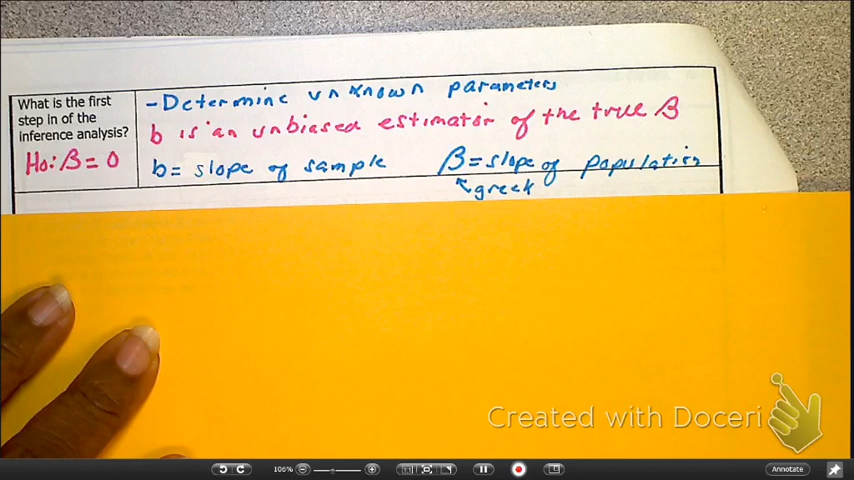 What is the first
step in of the
inference analysis?
Ho: β = 0
- Determine unknown parameters
b is an unbiased estimator of the true β
b = slope of sample β = slope of population
greek
Created with Doceri
106%
Annotate